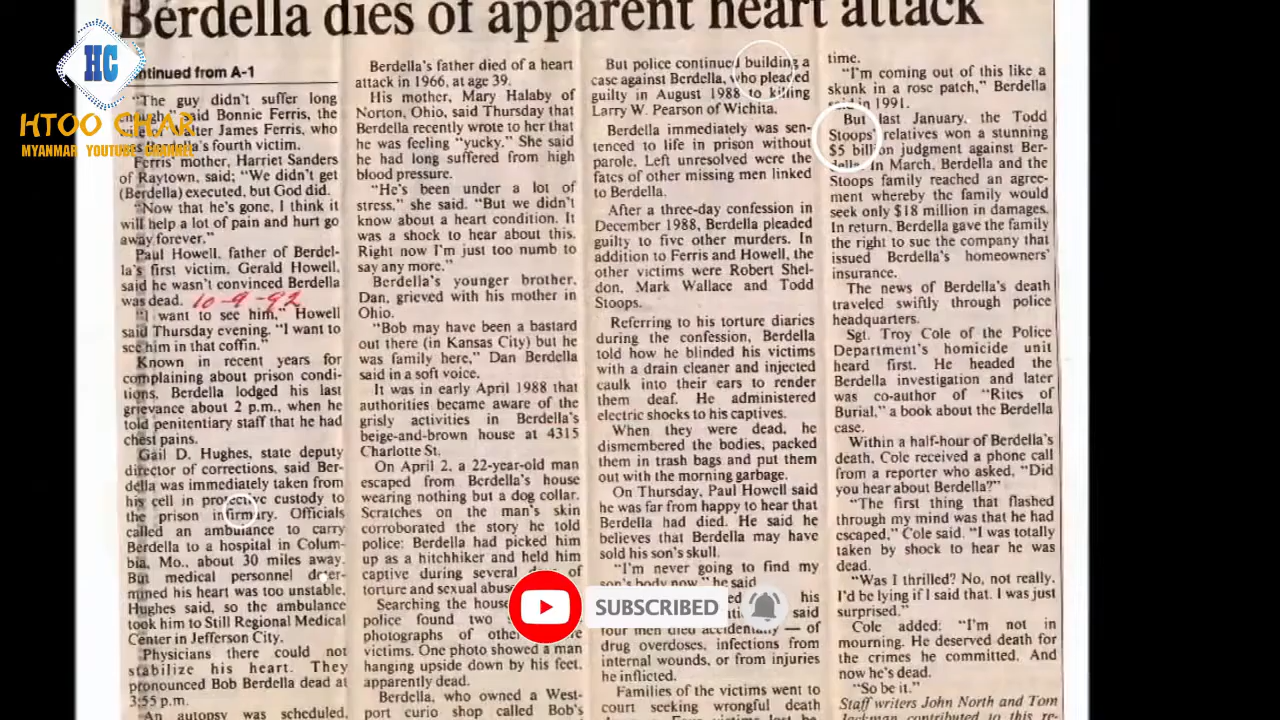 Berdella dies of apparent heart attack
HC
HTOO CHAR
MYANMAR YOUTUBE CHANNEL
ntinued from A-1
"The guy didn't suffer long
said Bonnie Ferris, the
Walter James Ferris, who
fourth victim.
Ferris' mother, Harriet Sanders
of Raytown, said; "We didn't get
(Berdella) executed, but God did.
"Now that he's gone, I think it
will help a lot of pain and hurt go
away forever."
Paul Howell, father of Berdel-
la's first victim, Gerald Howell,
said he wasn't convinced Berdella
was dead. 10-9-92
"I want to see him," Howell
said Thursday evening. "I want to
see him in that coffin."
Known in recent years for
complaining about prison condi-
tions, Berdella lodged his last
grievance about 2 p.m., when he
told penitentiary staff that he had
chest pains.
Gail D. Hughes, state deputy
director of corrections, said Ber-
della was immediately taken from
his cell in protective custody to
the prison infirmry. Officials
called an ambulance to carry
Berdella to a hospital in Colum-
bia, Mo., about 30 miles away.
But medical personnel deter-
mined his heart was too unstable,
Hughes said, so the ambulance
took him to Still Regional Medical
Center in Jefferson City.
Physicians there could not
stabilize his heart. They
pronounced Bob Berdella dead at
3:55 p.m.
An autopsy was scheduled,
Berdella's father died of a heart
attack in 1966, at age 39.
His mother, Mary Halaby of
Norton, Ohio, said Thursday that
Berdella recently wrote to her that
he was feeling "yucky." She said
he had long suffered from high
blood pressure.
"He's been under a lot of
stress," she said. "But we didn't
know about a heart condition. It
was a shock to hear about this.
Right now I'm just too numb to
say any more."
Berdella's younger brother,
Dan, grieved with his mother in
Ohio.
"Bob may have been a bastard
out there (in Kansas City) but he
was family here," Dan Berdella
said in a soft voice.
It was in early April 1988 that
authorities became aware of the
grisly activities in Berdella's
beige-and-brown house at 4315
Charlotte St.
On April 2, a 22-year-old man
escaped from Berdella's house
wearing nothing but a dog collar.
Scratches on the man's skin
corroborated the story he told
police: Berdella had picked him
up as a hitchhiker and held him
captive during several days of
torture and sexual abuse
Searching the house
police found two
photographs of other
victims. One photo showed a man
hanging upside down by his feet,
apparently dead.
Berdella, who owned a West-
port curio shop called Bob's
But police continued building a
case against Berdella, who pleaded
guilty in August 1988 to killing
Larry W. Pearson of Wichita.
Berdella immediately was sen-
tenced to life in prison without
parole. Left unresolved were the
fates of other missing men linked
to Berdella.
After a three-day confession in
December 1988, Berdella pleaded
guilty to five other murders. In
addition to Ferris and Howell, the
other victims were Robert Shel-
don, Mark Wallace and Todd
Stoops.
Referring to his torture diaries
during the confession, Berdella
told how he blinded his victims
with a drain cleaner and injected
caulk into their ears to render
them deaf. He administered
electric shocks to his captives.
When they were dead, he
dismembered the bodies, packed
them in trash bags and put them
out with the morning garbage.
On Thursday, Paul Howell said
he was far from happy to hear that
Berdella had died. He said he
believes that Berdella may have
sold his son's skull.
"I'm never going to find my
son's body now," he said
his
said
four men died accidentally — of
drug overdoses, infections from
internal wounds, or from injuries
he inflicted.
Families of the victims went to
court seeking wrongful death
SUBSCRIBED
time.
"I'm coming out of this like a
skunk in a rose patch," Berdella
said in 1991.
But last January, the Todd
Stoops' relatives won a stunning
$5 billion judgment against Ber-
della. In March, Berdella and the
Stoops family reached an agree-
ment whereby the family would
seek only $18 million in damages.
In return, Berdella gave the family
the right to sue the company that
issued Berdella's homeowners'
insurance.
The news of Berdella's death
traveled swiftly through police
headquarters.
Sgt. Troy Cole of the Police
Department's homicide unit
heard first. He headed the
Berdella investigation and later
was co-author of "Rites of
Burial," a book about the Berdella
case.
Within a half-hour of Berdella's
death, Cole received a phone call
from a reporter who asked, "Did
you hear about Berdella?"
"The first thing that flashed
through my mind was that he had
escaped," Cole said. "I was totally
taken by shock to hear he was
dead.
"Was I thrilled? No, not really.
I'd be lying if I said that. I was just
surprised."
Cole added: "I'm not in
mourning. He deserved death for
the crimes he committed. And
now he's dead.
"So be it."
Staff writers John North and Tom
Jackman contributed to this re-